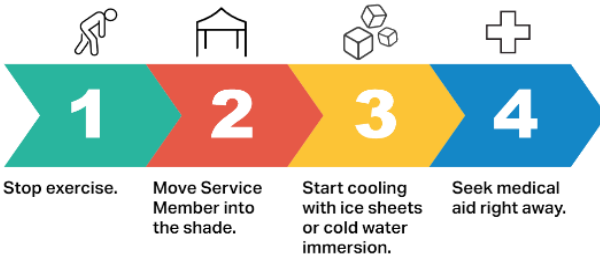 1
2
3
4
Stop exercise.
Move Service
Member into
the shade.
Start cooling
with ice sheets
or cold water
immersion.
Seek medical
aid right away.